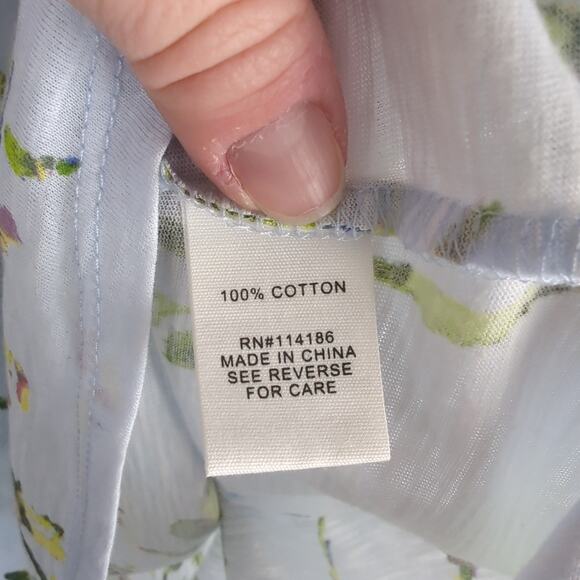 100% COTTON
RN#114186
MADE IN CHINA
SEE REVERSE
FOR CARE